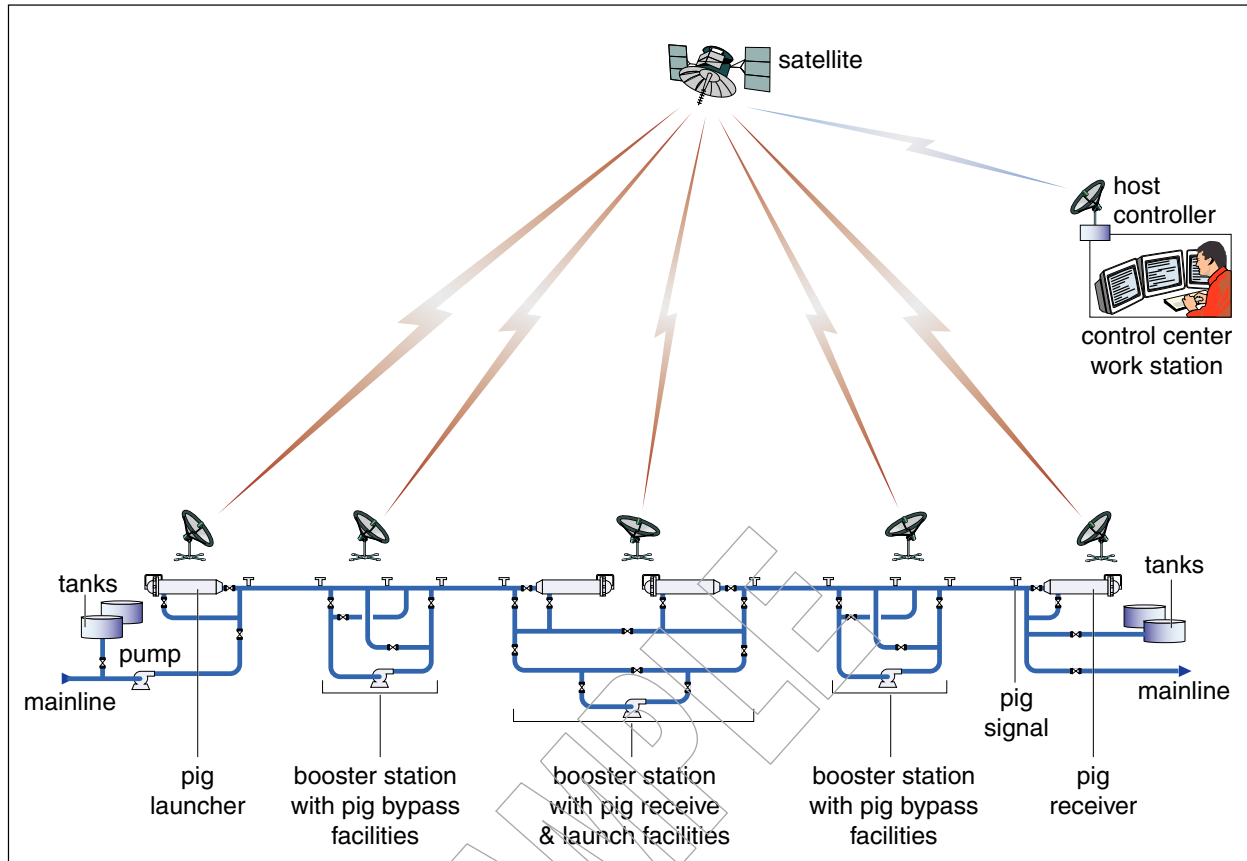 satellite
host
controller
control center
work station
tanks
pump
mainline
tanks
mainline
pig
signal
pig
launcher
booster station
with pig bypass
facilities
booster station
with pig receive
& launch facilities
booster station
with pig bypass
facilities
pig
receiver